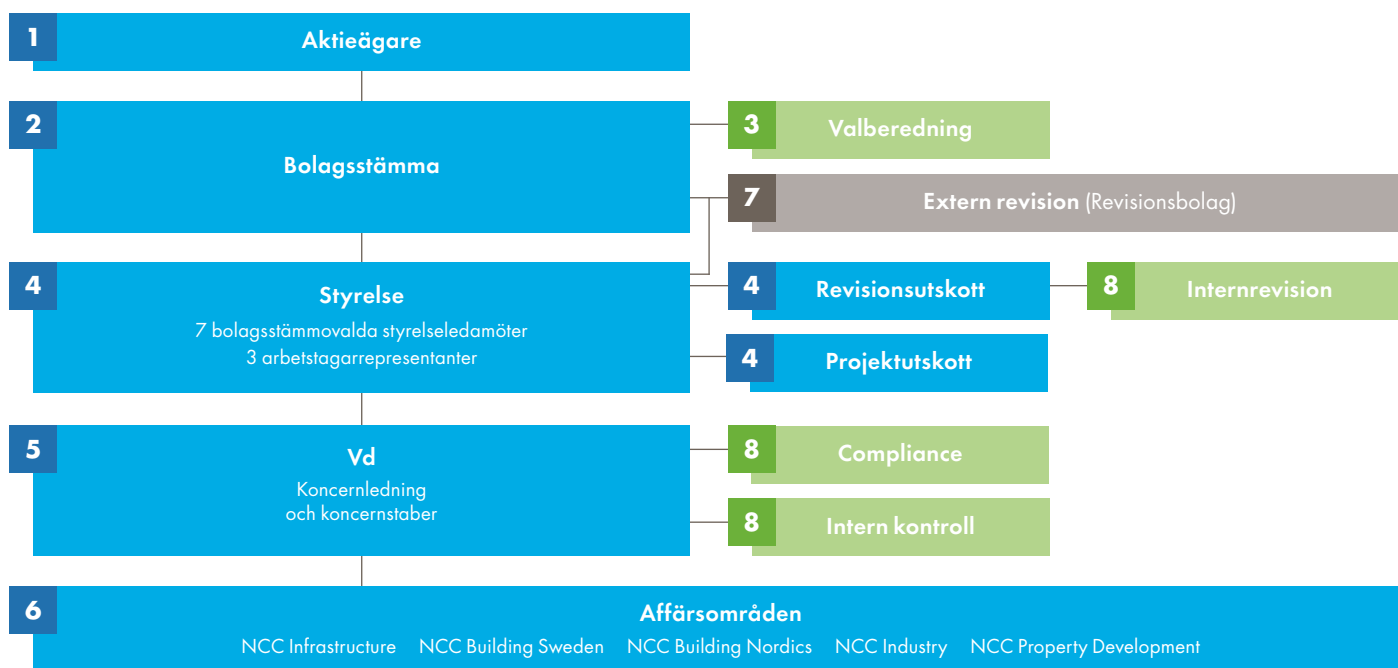 1
Aktieägare
2
Bolagsstämma
3
Valberedning
7
Extern revision (Revisionsbolag)
4
Styrelse
7 bolagsstämmovalda styrelseledamöter
3 arbetstagarrepresentanter
4
Revisionsutskott
8
Internrevision
4
Projektutskott
5
Vd
Koncernledning
och koncernstaber
8
Compliance
8
Intern kontroll
6
Affärsområden
NCC Infrastructure NCC Building Sweden NCC Building Nordics NCC Industry NCC Property Development